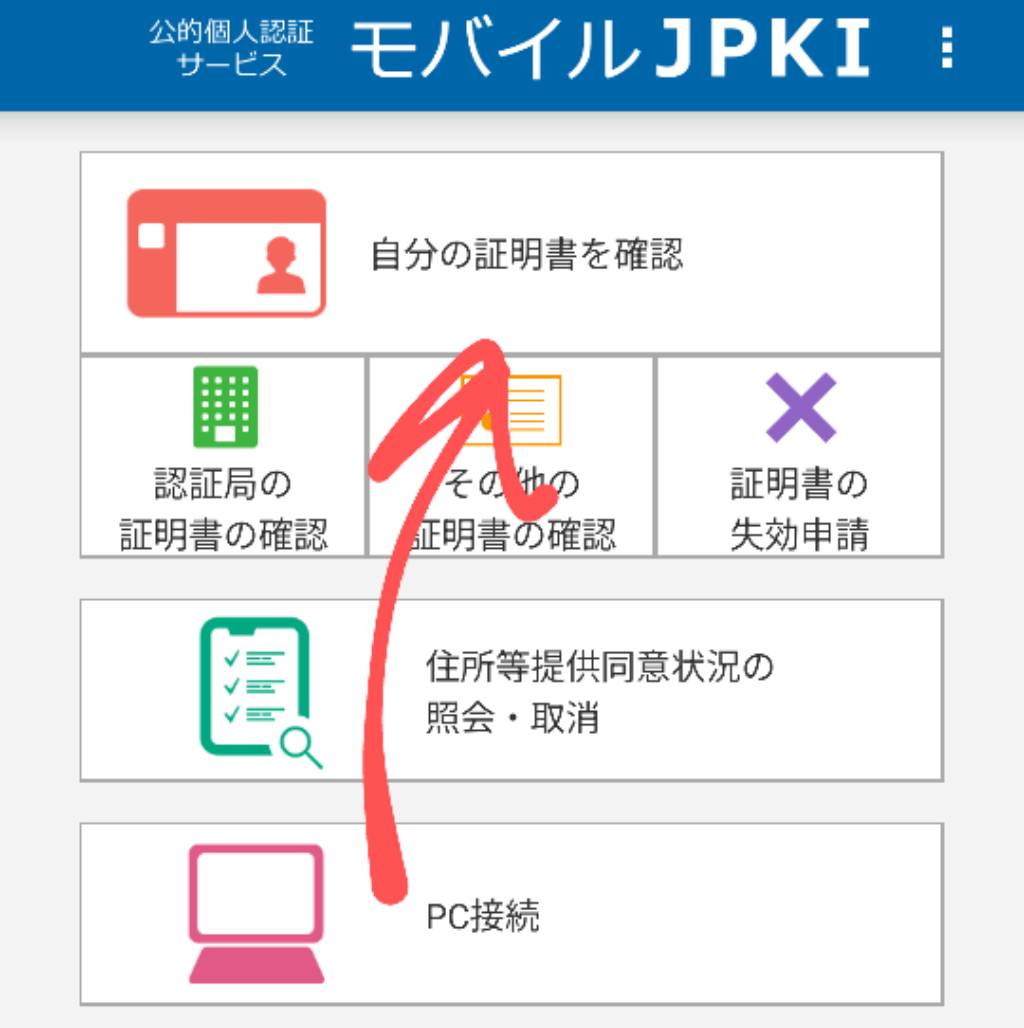 公的個人認証
サービス
モバイルJPKI
自分の証明書を確認
認証局の
証明書の確認
その他の
証明書の確認
証明書の
失効申請
住所等提供同意状況の
照会・取消
PC接続